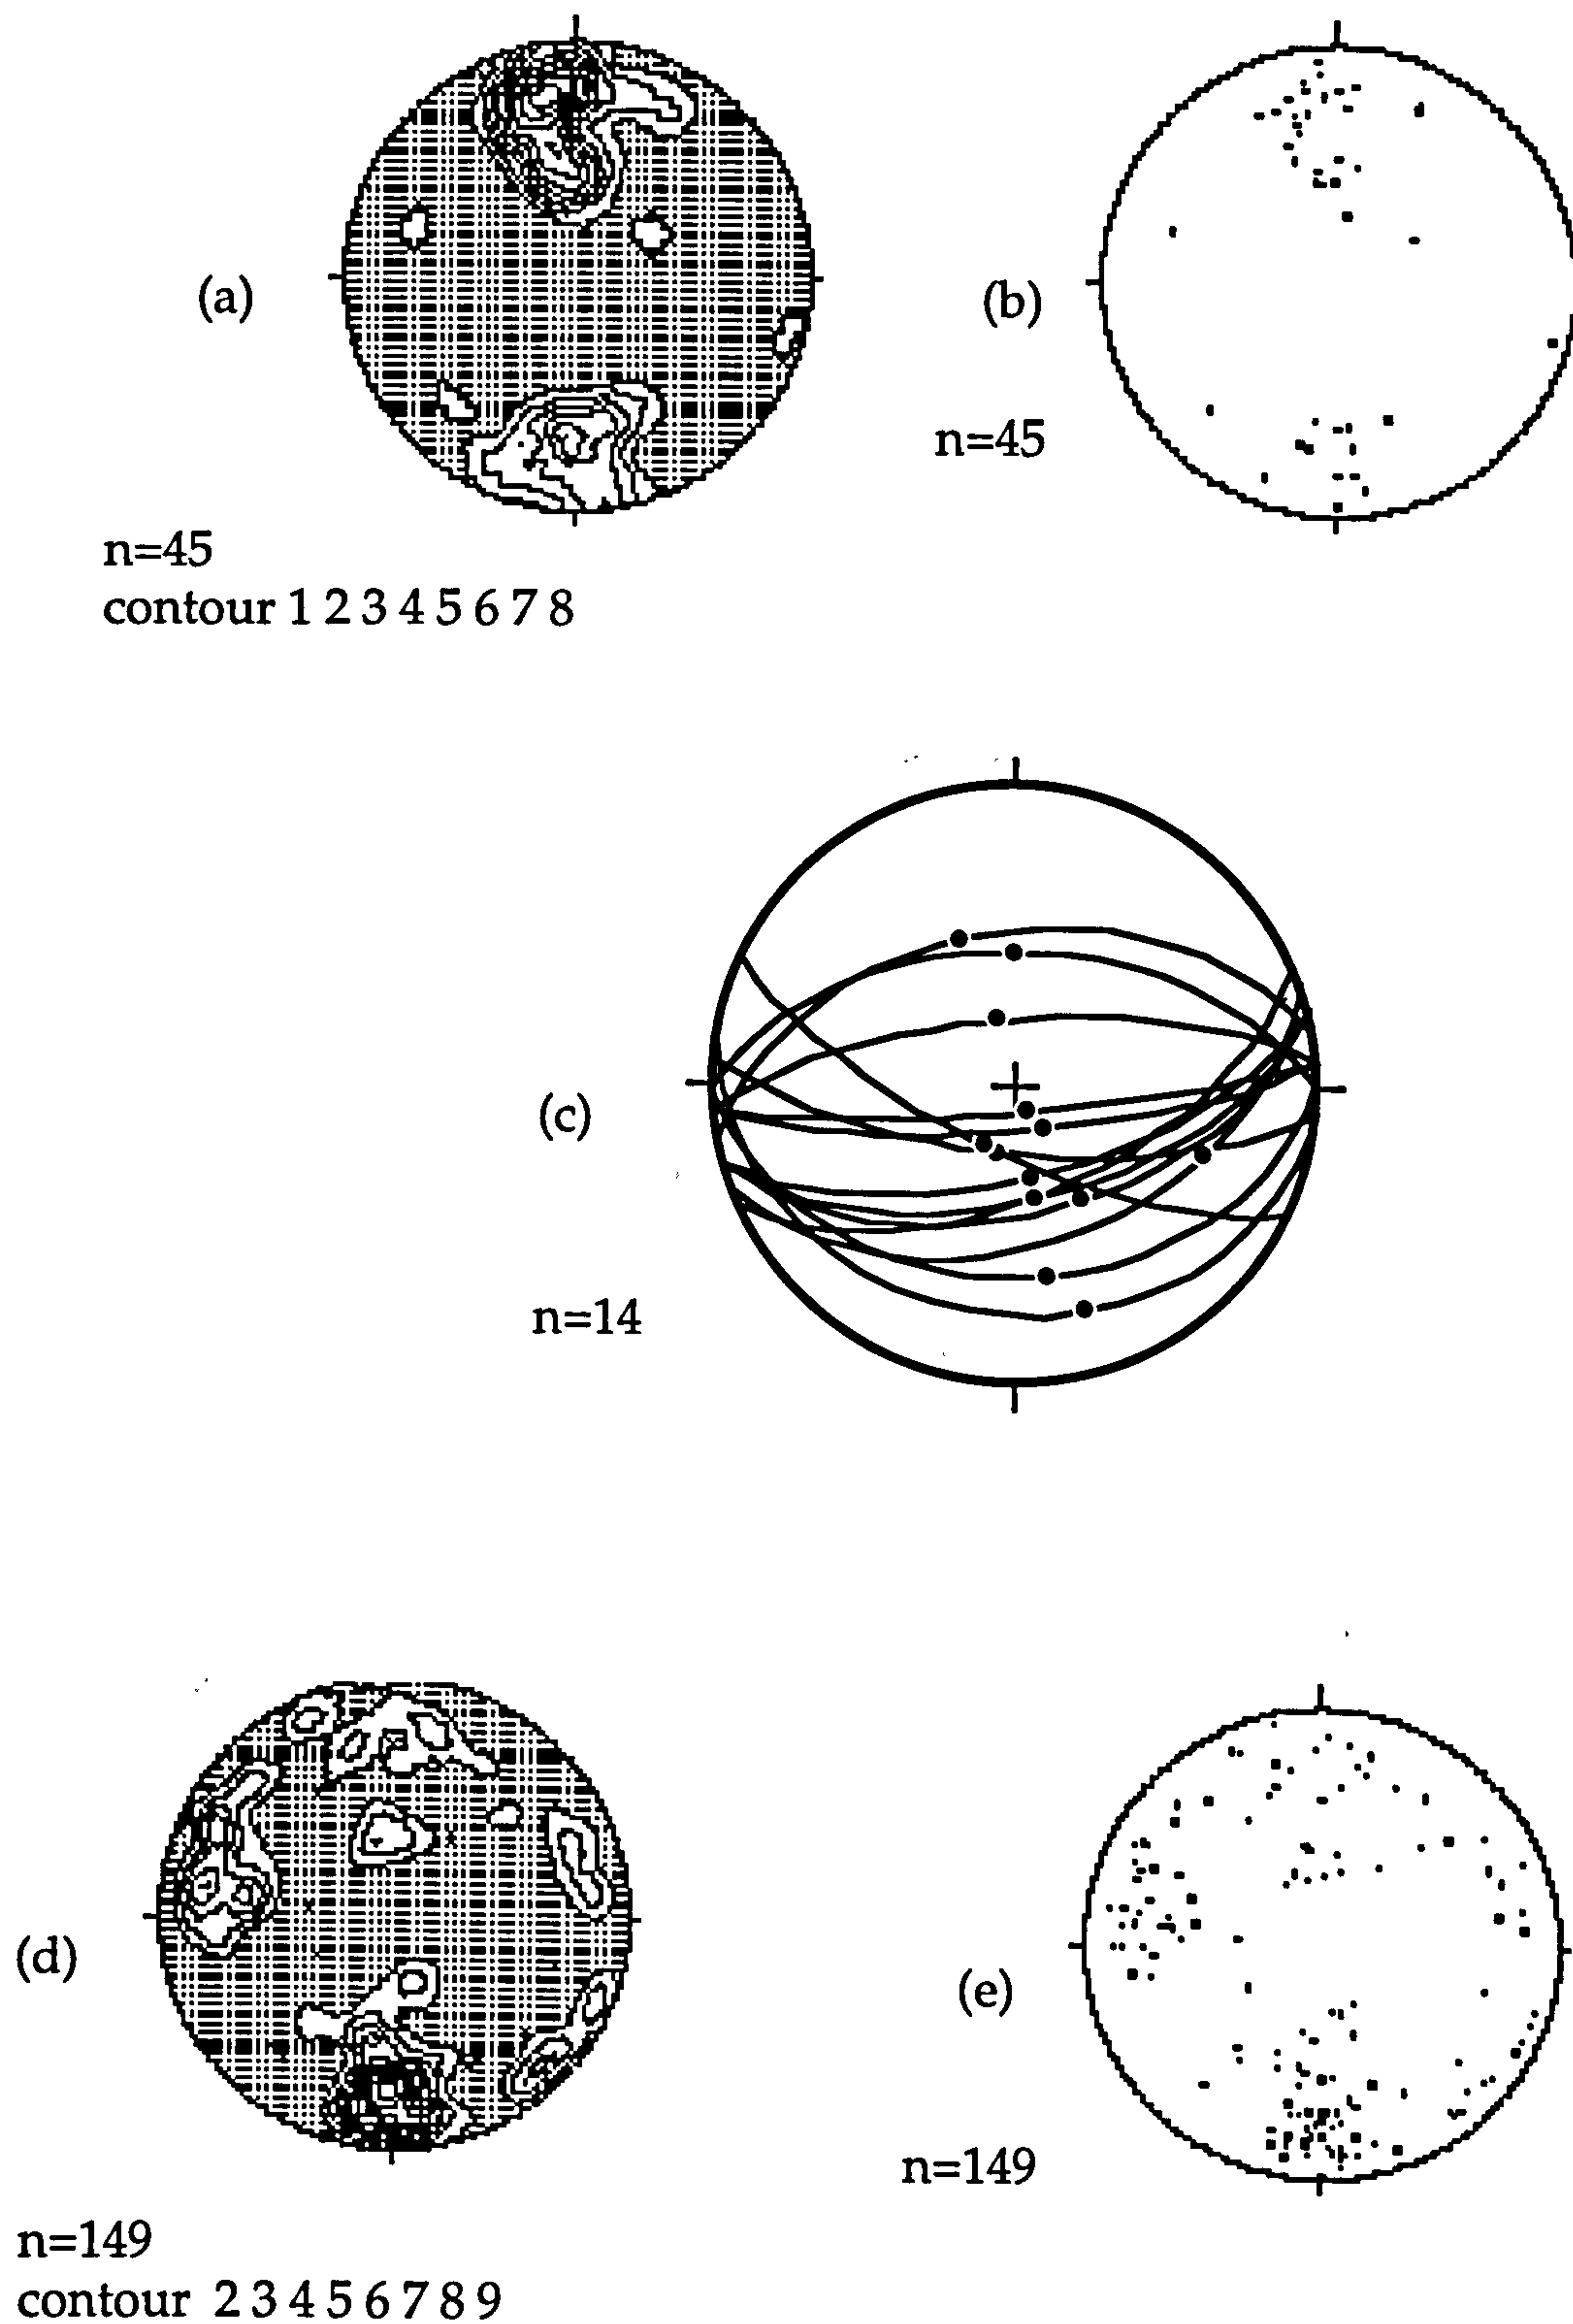 (a)
(b)
n=45
n=45
contour 1 2 3 4 5 6 7 8
(c)
n=14
(d)
(e)
n=149
n=149
contour 2 3 4 5 6 7 8 9